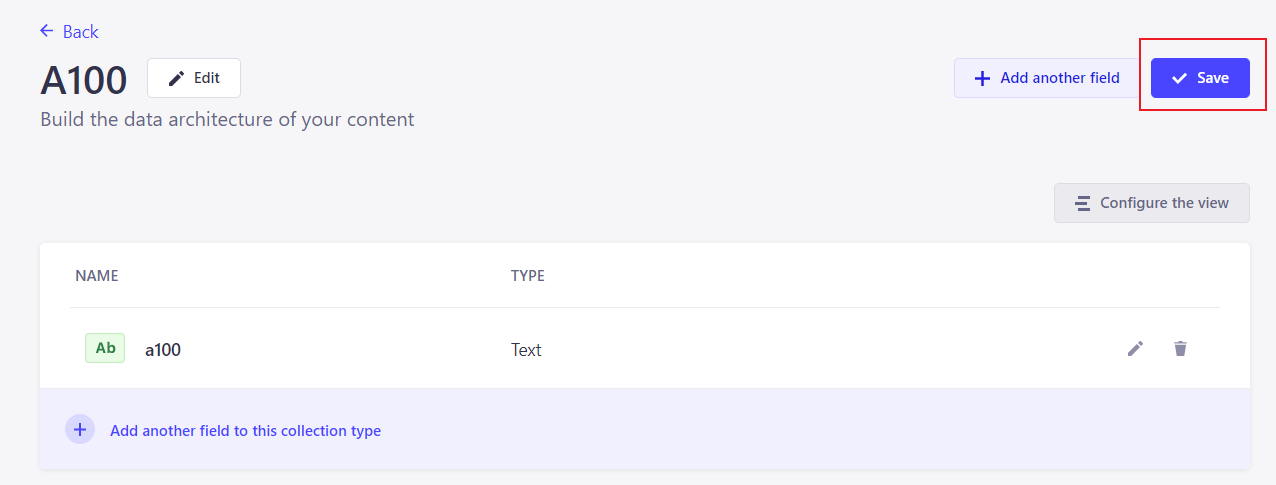 Back
A100
Edit
Add another field
Save
Build the data architecture of your content
Configure the view
NAME TYPE
Ab a100 Text
Add another field to this collection type